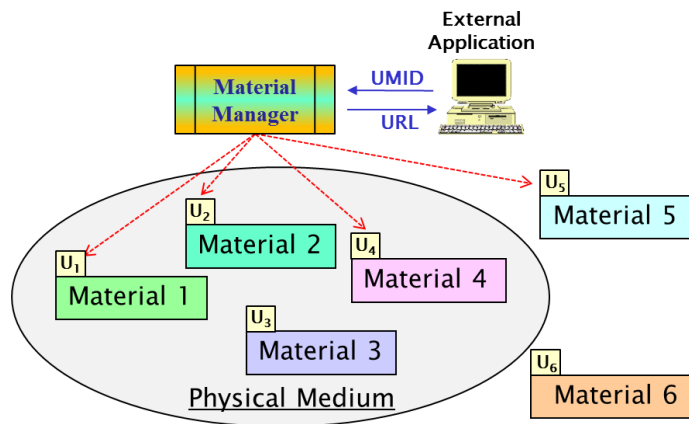 External
Application
Material
Manager
UMID
URL
U5
Material 5
U2
Material 2
U4
Material 4
U1
Material 1
U3
Material 3
U6
Material 6
Physical Medium